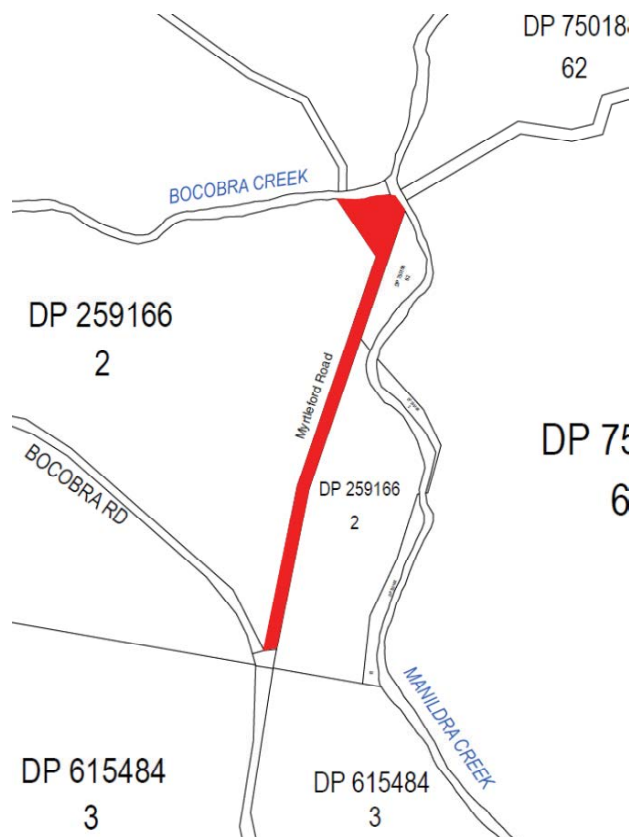 DP 75018
62
BOCOBRA CREEK
DP 259166
2
Myrtleford Road
DP 75
6
BOCOBRA RD
DP 259166
2
MANILDRA CREEK
DP 615484
3
DP 615484
3